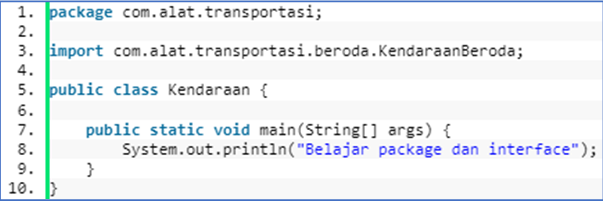 1. package com.alat.transportasi;
2.
3. import com.alat.transportasi.beroda.KendaraanBeroda;
4.
5. public class Kendaraan {
6.
7.     public static void main(String[] args) {
8.         System.out.println("Belajar package dan interface");
9.     }
10. }